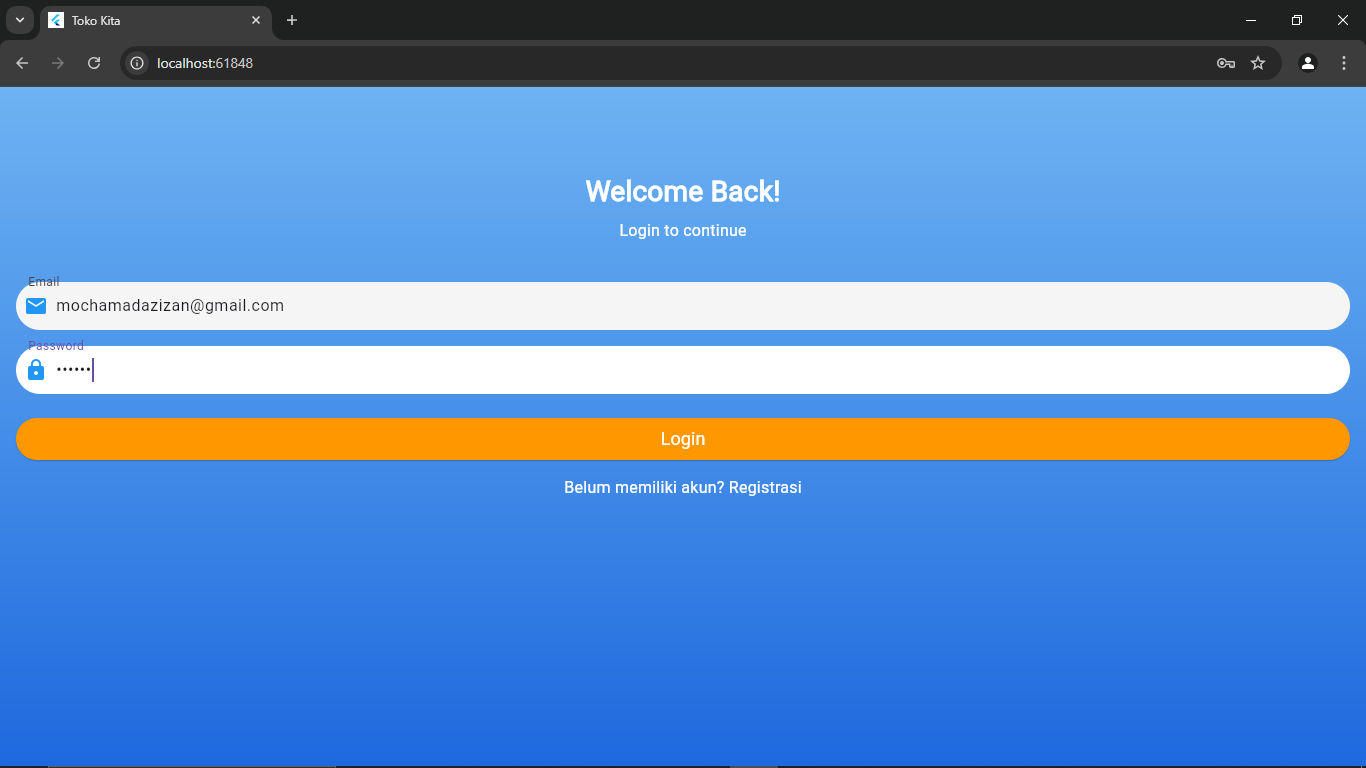 Toko Kita
localhost:61848
Welcome Back!
Login to continue
Email
mochamadazizan@gmail.com
Password
••••••
Login
Belum memiliki akun? Registrasi